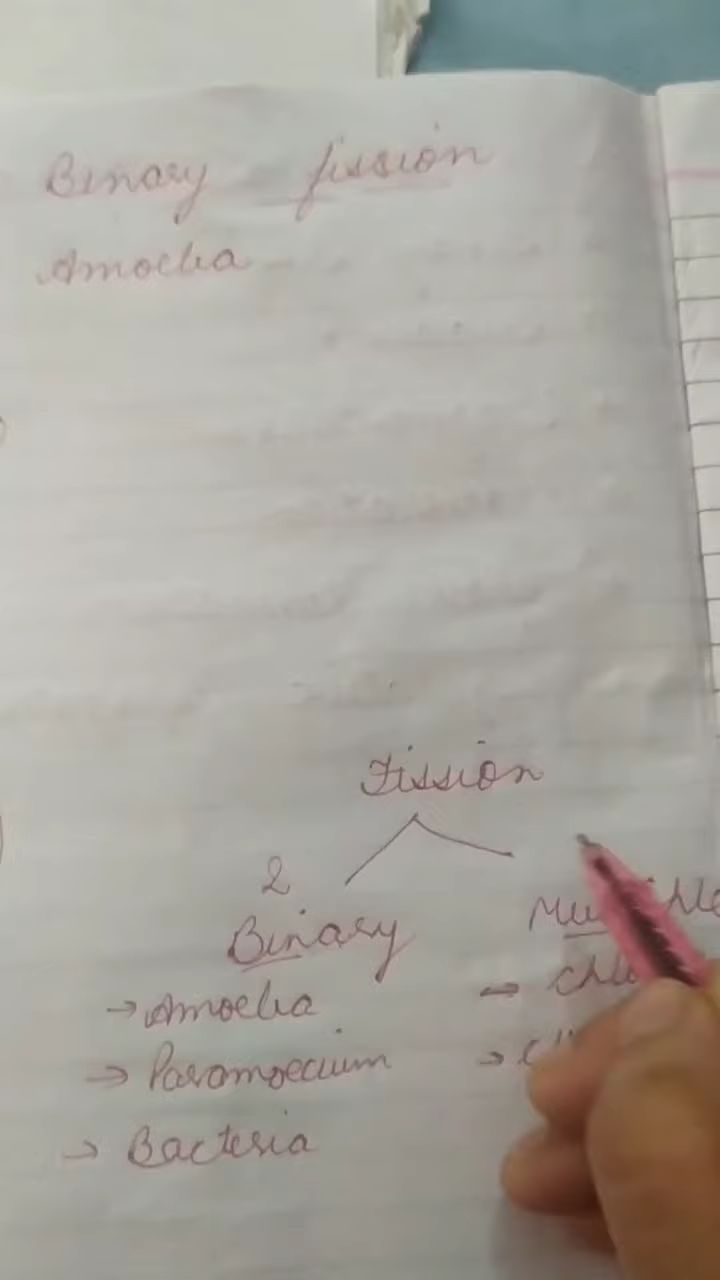 Binary fission
Amoeba
Fission
2
Binary
→ Amoeba
→ Paramoecium
→ Bacteria